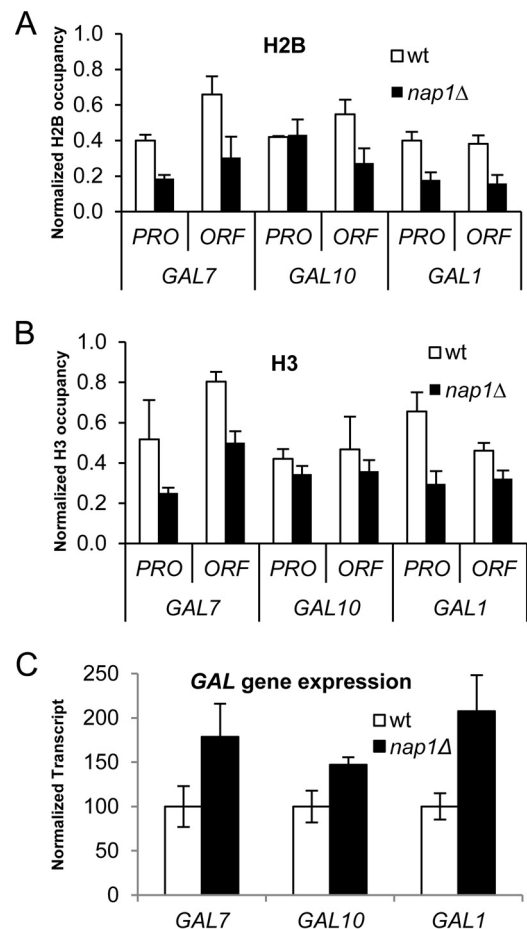 A
H2B
wt
nap1Δ
Normalized H2B occupancy
1.0
0.8
0.6
0.4
0.2
0.0
PRO ORF PRO ORF PRO ORF
GAL7 GAL10 GAL1
B
H3
wt
nap1Δ
Normalized H3 occupancy
1.0
0.8
0.6
0.4
0.2
0.0
PRO ORF PRO ORF PRO ORF
GAL7 GAL10 GAL1
C
GAL gene expression
wt
nap1Δ
Normalized Transcript
250
200
150
100
50
0
GAL7 GAL10 GAL1